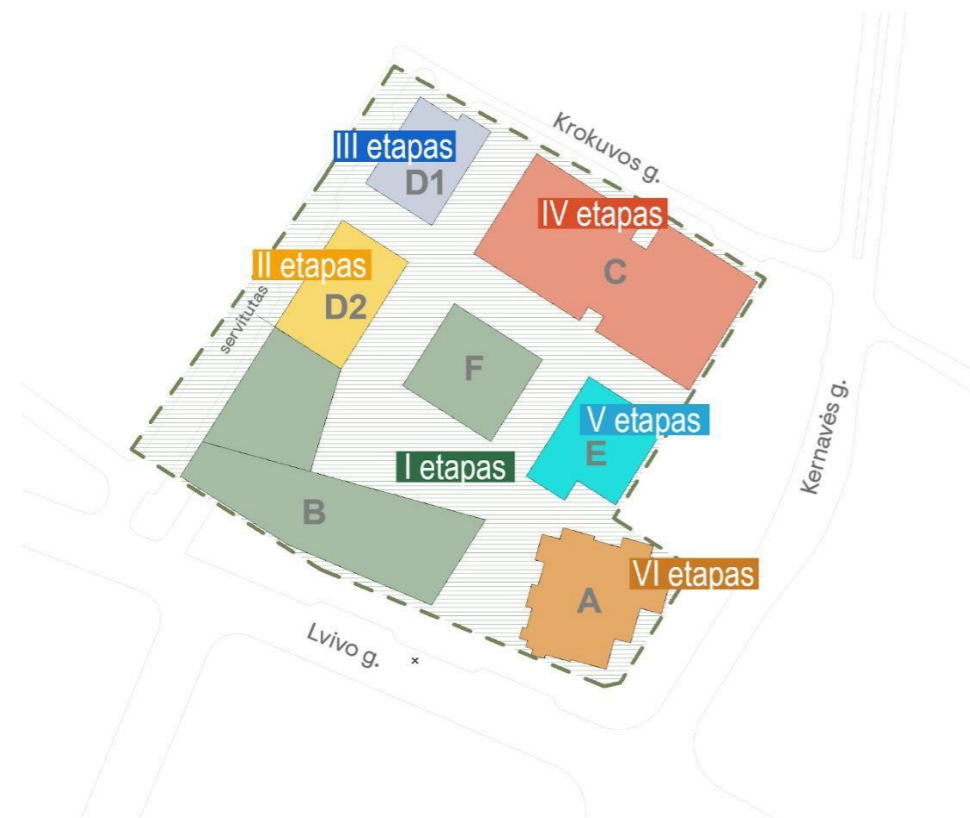 Krokuvos g.
III etapas
D1
IV etapas
C
II etapas
D2
servitutas
F
V etapas
E
Kernavės g.
I etapas
B
VI etapas
A
Lvivo g.
×